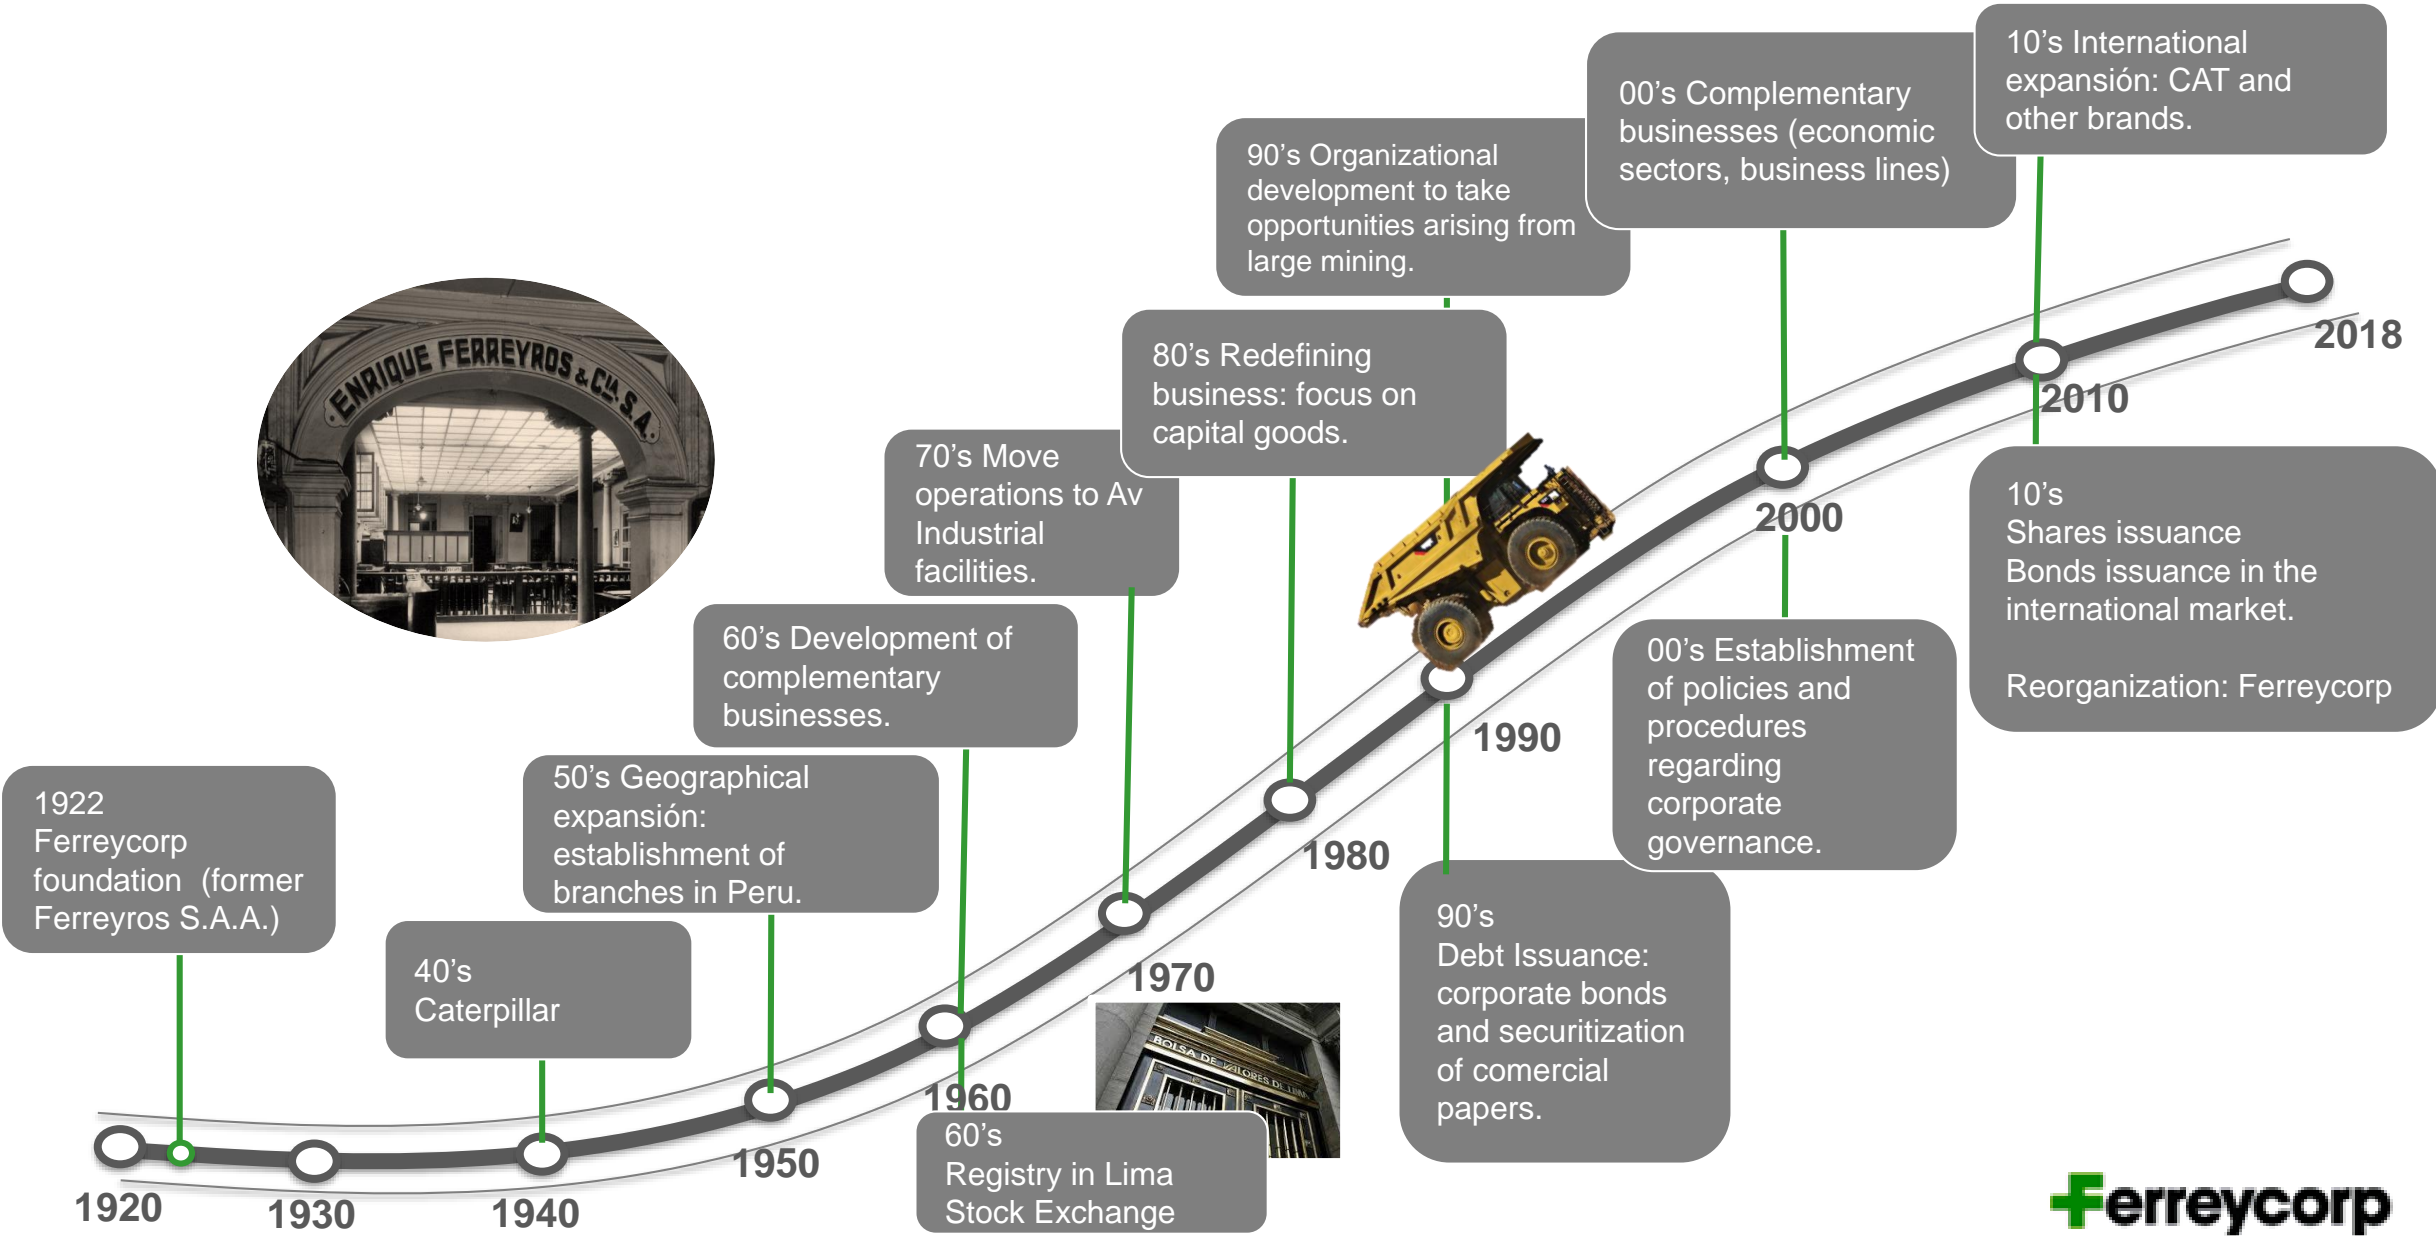 10's International
expansión: CAT and
other brands.
00's Complementary
businesses (economic
sectors, business lines)
90's Organizational
development to take
opportunities arising from
large mining.
80's Redefining
business: focus on
capital goods.
70's Move
operations to Av
Industrial
facilities.
60's Development of
complementary
businesses.
50's Geographical
expansión:
establishment of
branches in Peru.
40's
Caterpillar
1922
Ferreycorp
foundation (former
Ferreyros S.A.A.)
ENRIQUE FERREYROS & CIA. S.A.
1920
1930
1940
1950
1960
1970
1980
1990
2000
2010
2018
60's
Registry in Lima
Stock Exchange
BOLSA DE VALORES DE LIMA
90's
Debt Issuance:
corporate bonds
and securitization
of comercial
papers.
00's Establishment
of policies and
procedures
regarding
corporate
governance.
10's
Shares issuance
Bonds issuance in the
international market.
Reorganization: Ferreycorp
Ferreycorp